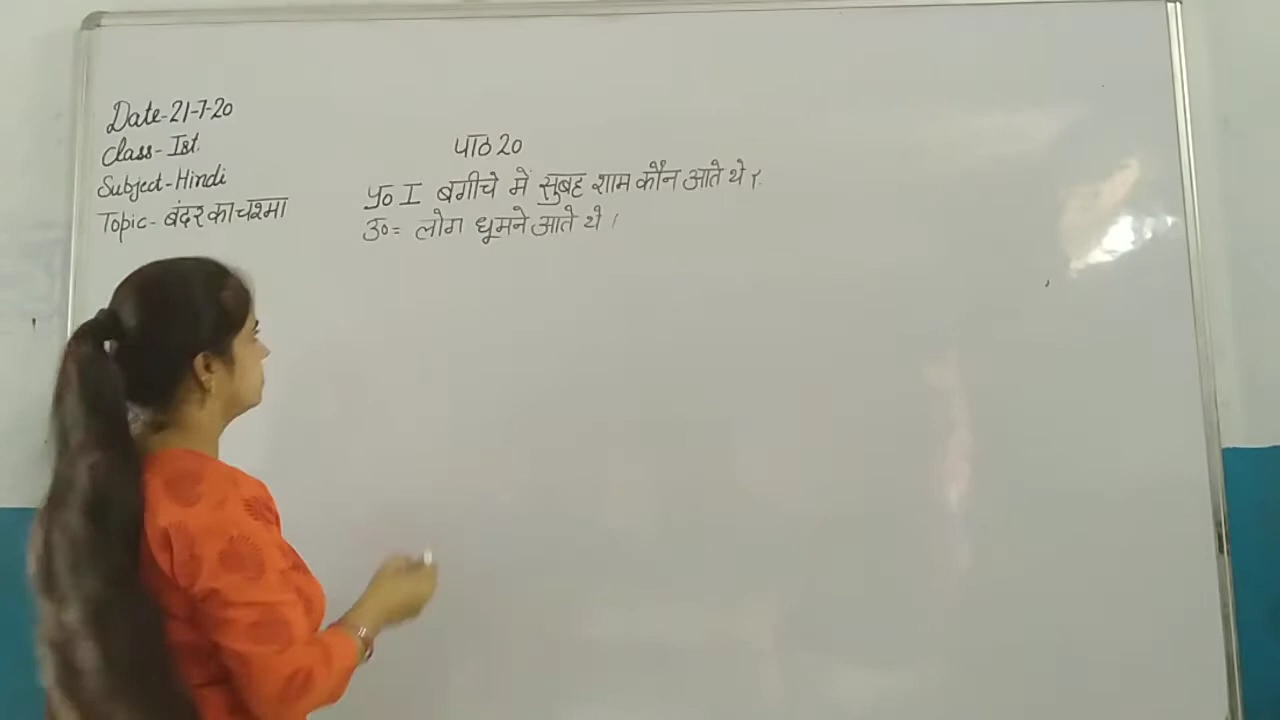 Date-21-7-20
Class-Ist.
Subject-Hindi
Topic-बंदर का चश्मा
पाठ 20
प्र० I बगीचे में सुबह शाम कौन आते थे ?
उ०= लोग घूमने आते थे ।